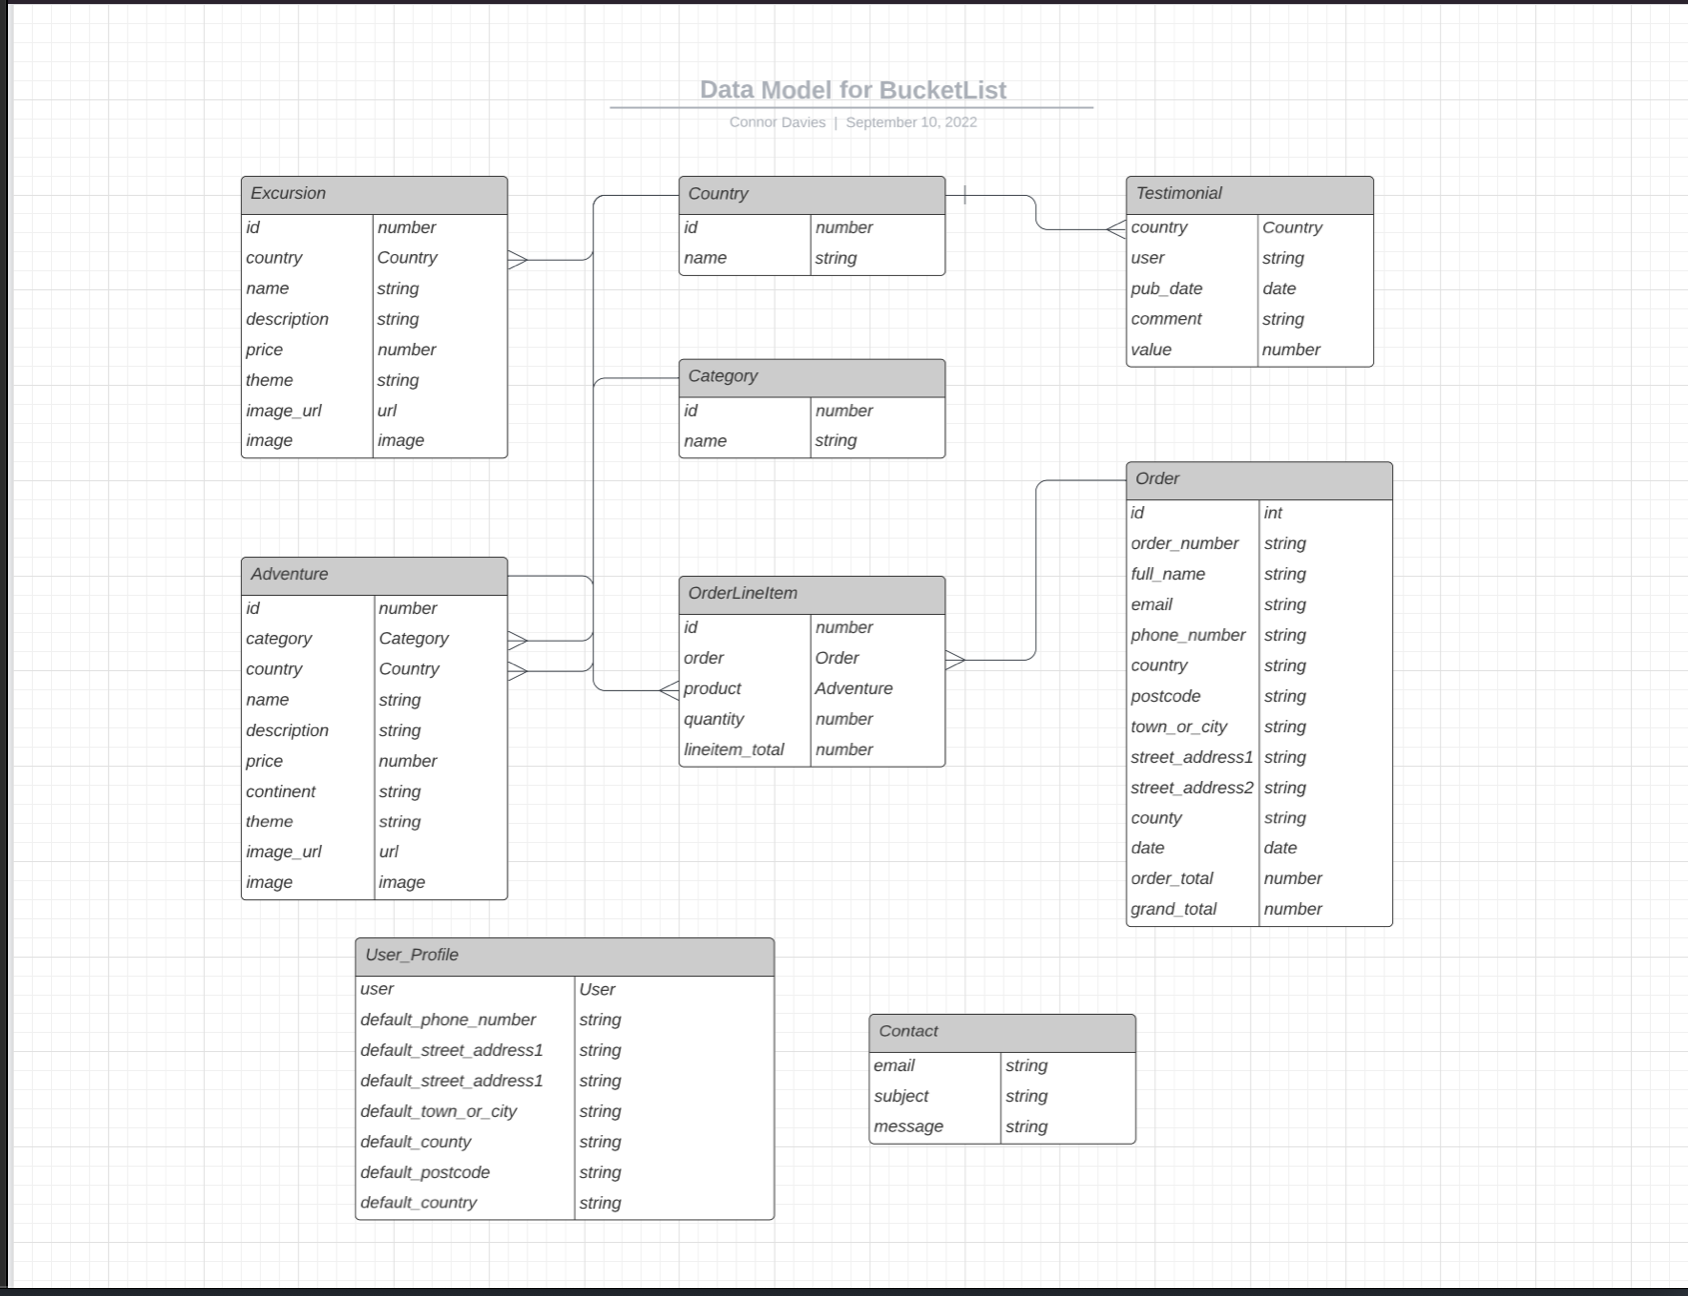 Data Model for BucketList
Connor Davies | September 10, 2022
Excursion
id number
country Country
name string
description string
price number
theme string
image_url url
image image
Country
id number
name string
Testimonial
country Country
user string
pub_date date
comment string
value number
Category
id number
name string
Order
id int
order_number string
full_name string
email string
phone_number string
country string
postcode string
town_or_city string
street_address1 string
street_address2 string
county string
date date
order_total number
grand_total number
Adventure
id number
category Category
country Country
name string
description string
price number
continent string
theme string
image_url url
image image
OrderLineItem
id number
order Order
product Adventure
quantity number
lineitem_total number
User_Profile
user User
default_phone_number string
default_street_address1 string
default_street_address1 string
default_town_or_city string
default_county string
default_postcode string
default_country string
Contact
email string
subject string
message string